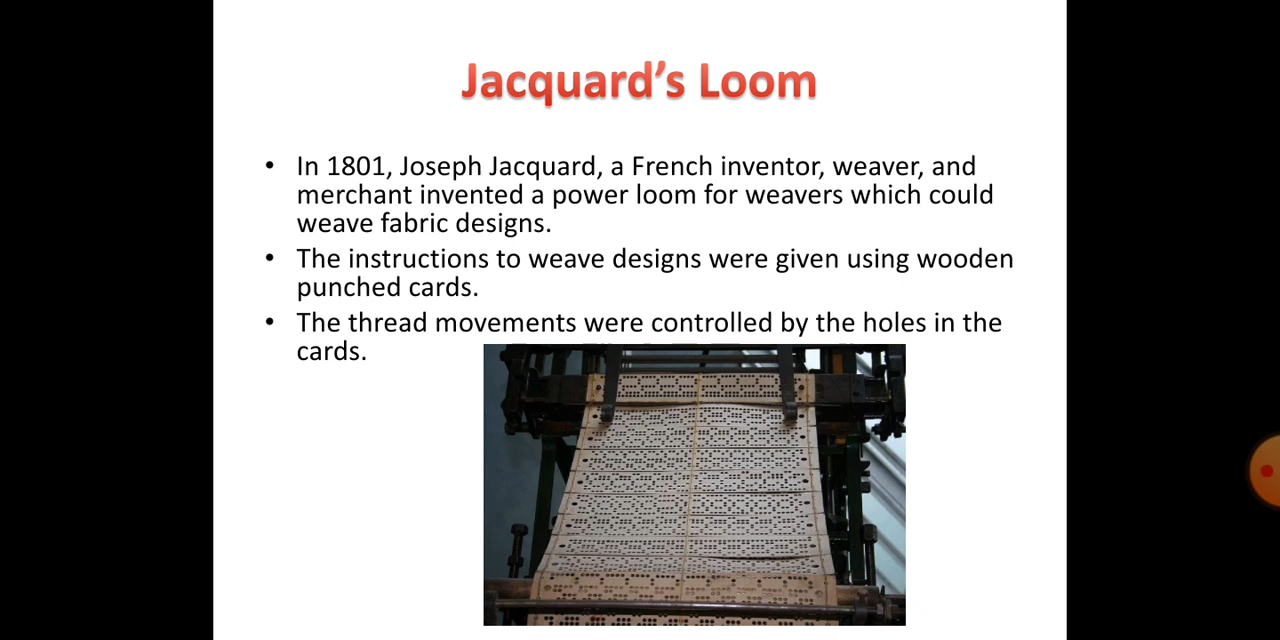 Jacquard’s Loom
• In 1801, Joseph Jacquard, a French inventor, weaver, and
merchant invented a power loom for weavers which could
weave fabric designs.
• The instructions to weave designs were given using wooden
punched cards.
• The thread movements were controlled by the holes in the
cards.